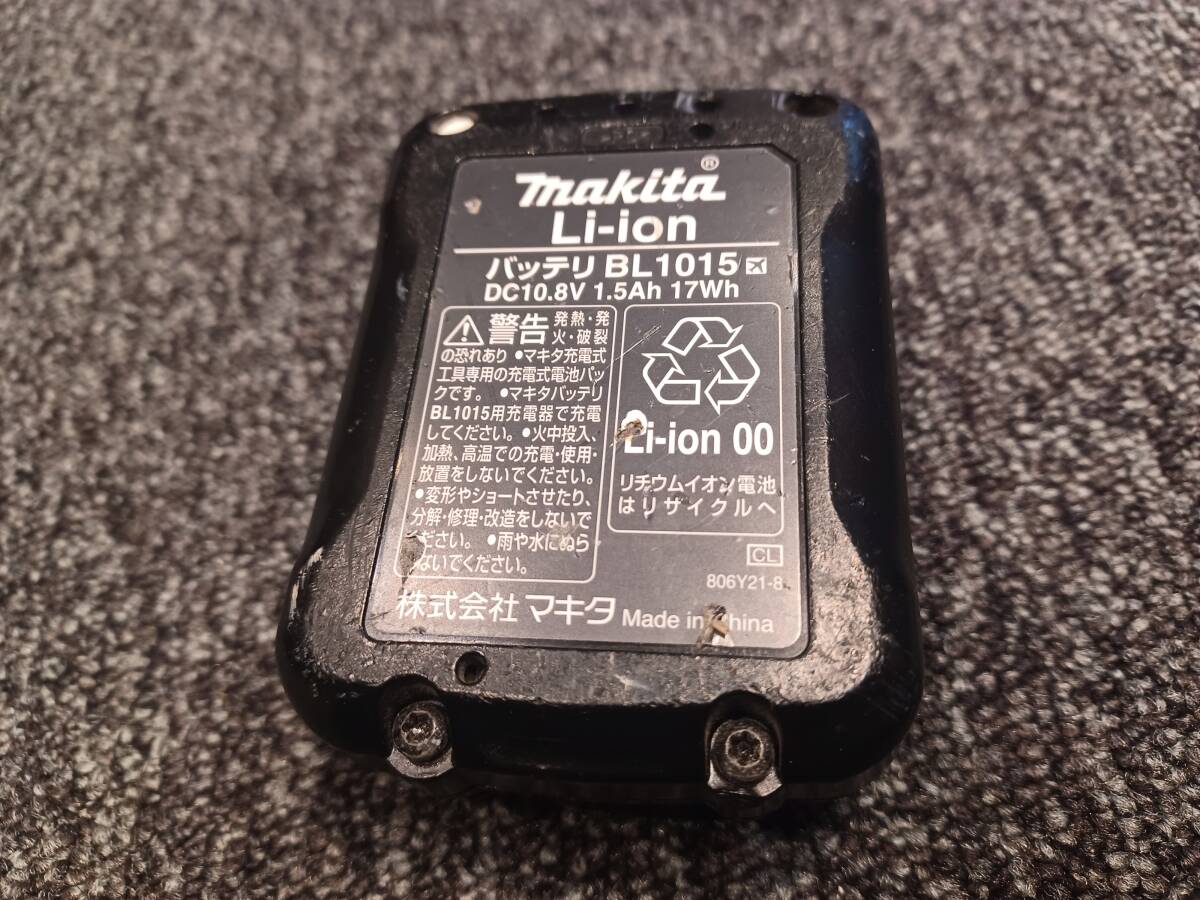 makita®
Li-ion
バッテリ BL1015
DC10.8V 1.5Ah 17Wh
警告 発熱・発
火・破裂
の恐れあり ●マキタ充電式
工具専用の充電式電池パッ
クです。 ●マキタバッテリ
BL1015用充電器で充電
してください。●火中投入、
加熱、高温での充電・使用・
放置をしないでください。
●変形やショートさせたり、
分解・修理・改造をしないで
ください。 ●雨や水にぬら
ないでください。
Li-ion 00
リチウムイオン電池
はリサイクルへ
CL
806Y21-8
株式会社 マキタ Made in China